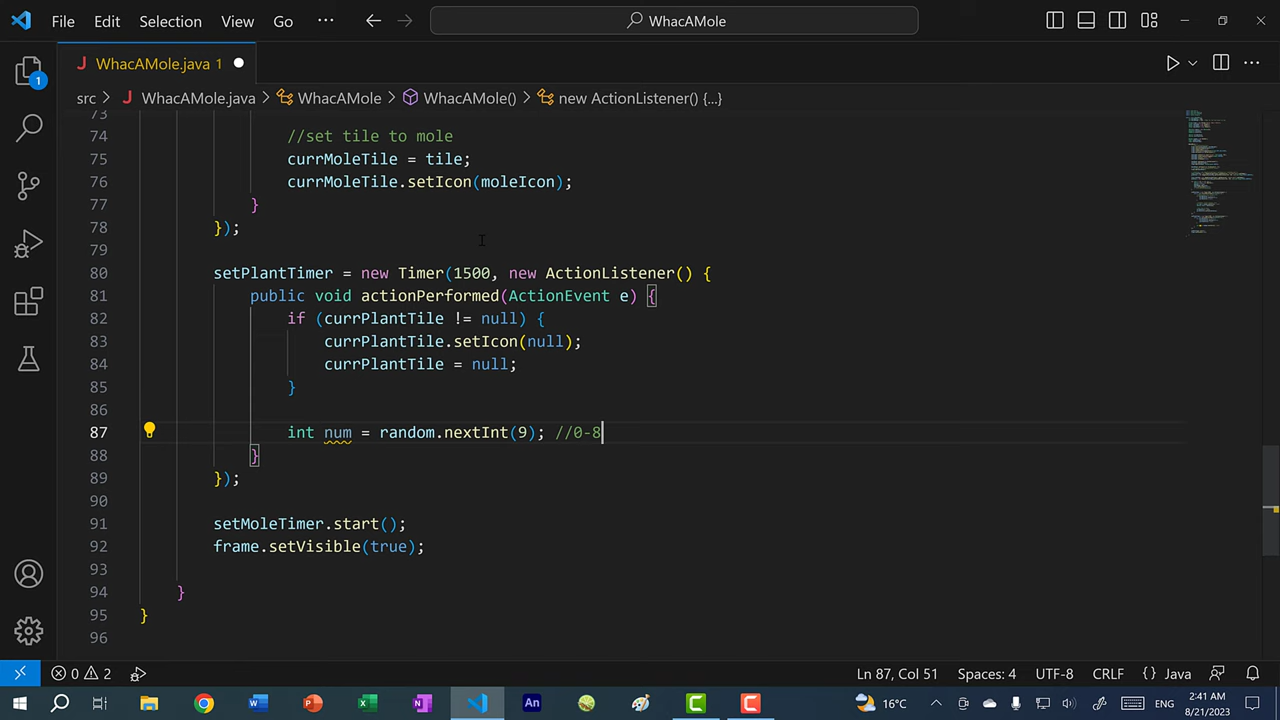 File Edit Selection View Go ··· WhacAMole
WhacAMole.java 1
src > WhacAMole.java > WhacAMole > WhacAMole() > new ActionListener() {...}
73
74 //set tile to mole
75 currMoleTile = tile;
76 currMoleTile.setIcon(moleIcon);
77 }
78 });
79
80 setPlantTimer = new Timer(1500, new ActionListener() {
81 public void actionPerformed(ActionEvent e) {
82 if (currPlantTile != null) {
83 currPlantTile.setIcon(null);
84 currPlantTile = null;
85 }
86
87 int num = random.nextInt(9); //0-8
88 }
89 });
90
91 setMoleTimer.start();
92 frame.setVisible(true);
93
94 }
95 }
96
1
0 2 Ln 87, Col 51 Spaces: 4 UTF-8 CRLF {} Java
16°C 2:41 AM
8/21/2023